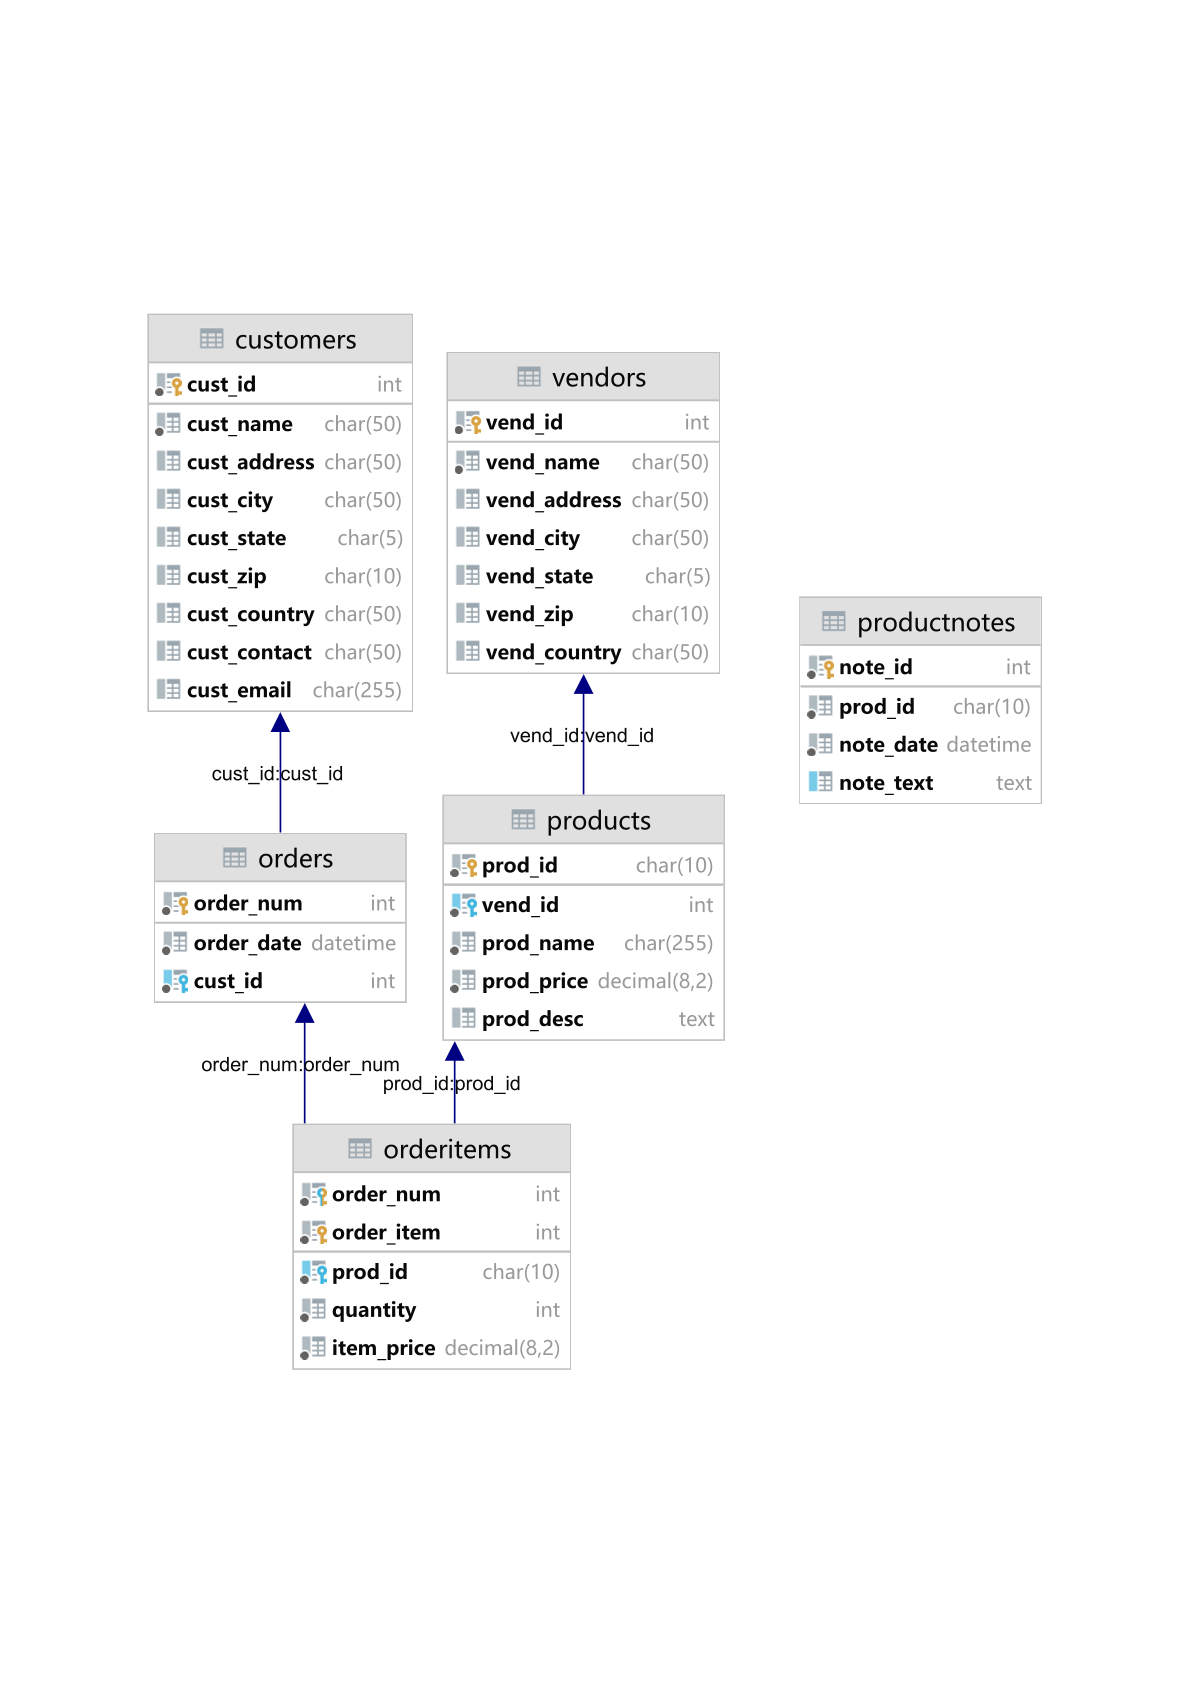 customers
cust_id int
cust_name char(50)
cust_address char(50)
cust_city char(50)
cust_state char(5)
cust_zip char(10)
cust_country char(50)
cust_contact char(50)
cust_email char(255)
vendors
vend_id int
vend_name char(50)
vend_address char(50)
vend_city char(50)
vend_state char(5)
vend_zip char(10)
vend_country char(50)
productnotes
note_id int
prod_id char(10)
note_date datetime
note_text text
cust_id:cust_id
vend_id:vend_id
orders
order_num int
order_date datetime
cust_id int
products
prod_id char(10)
vend_id int
prod_name char(255)
prod_price decimal(8,2)
prod_desc text
order_num:order_num
prod_id:prod_id
orderitems
order_num int
order_item int
prod_id char(10)
quantity int
item_price decimal(8,2)